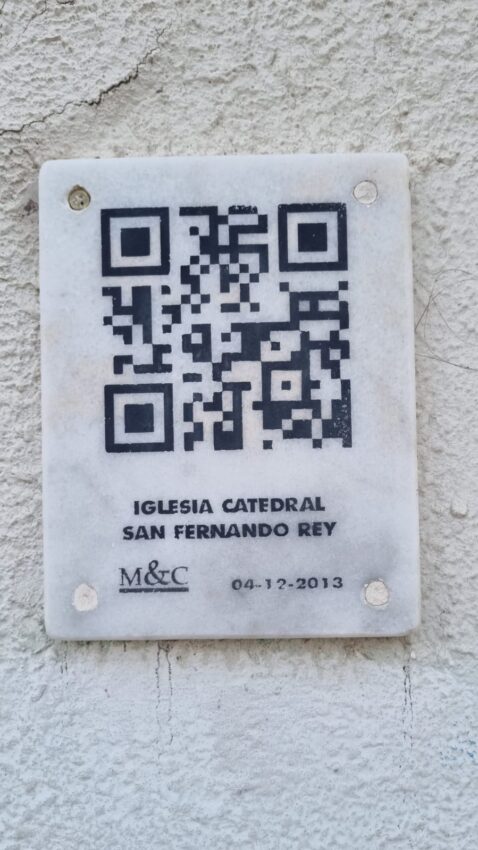 IGLESIA CATEDRAL
SAN FERNANDO REY
M&C 04-12-2013